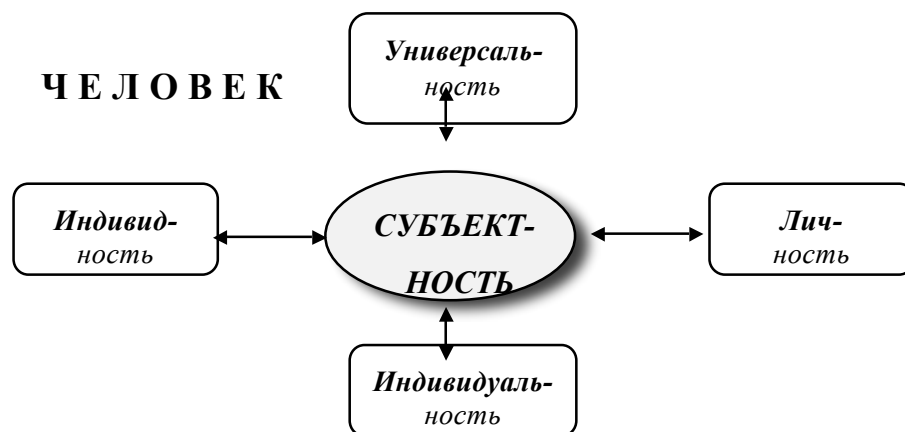 Универсаль-
ность
Ч Е Л О В Е К
Индивид-
ность
СУБЪЕКТ-
НОСТЬ
Лич-
ность
Индивидуаль-
ность